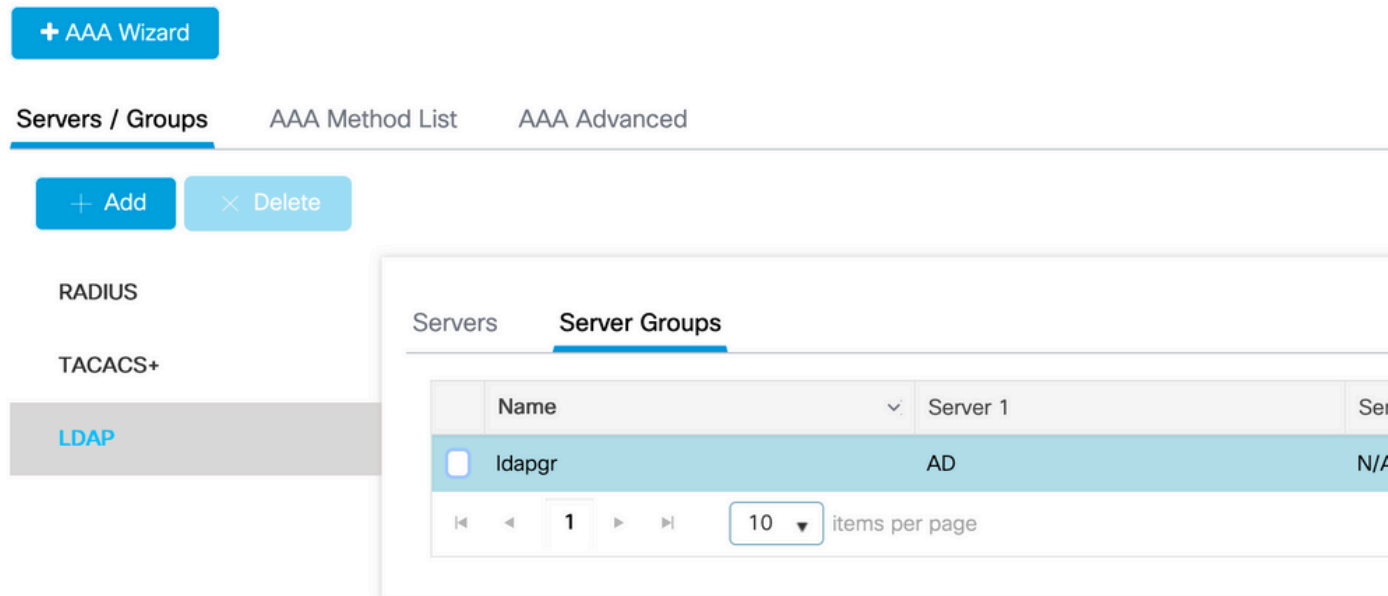 + AAA Wizard
Servers / Groups AAA Method List AAA Advanced
+ Add × Delete
RADIUS
TACACS+
LDAP
Servers Server Groups
Name Server 1 Ser
ldapgr AD N/A
1 10 items per page